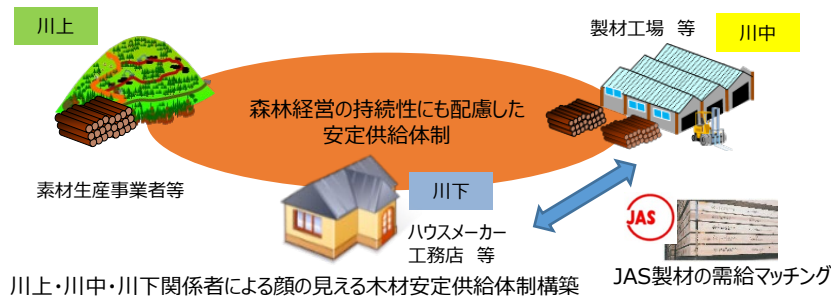 川上
製材工場 等
川中
森林経営の持続性にも配慮した
安定供給体制
素材生産事業者等
川下
ハウスメーカー
工務店 等
JAS
JAS製材の需給マッチング
川上・川中・川下関係者による顔の見える木材安定供給体制構築